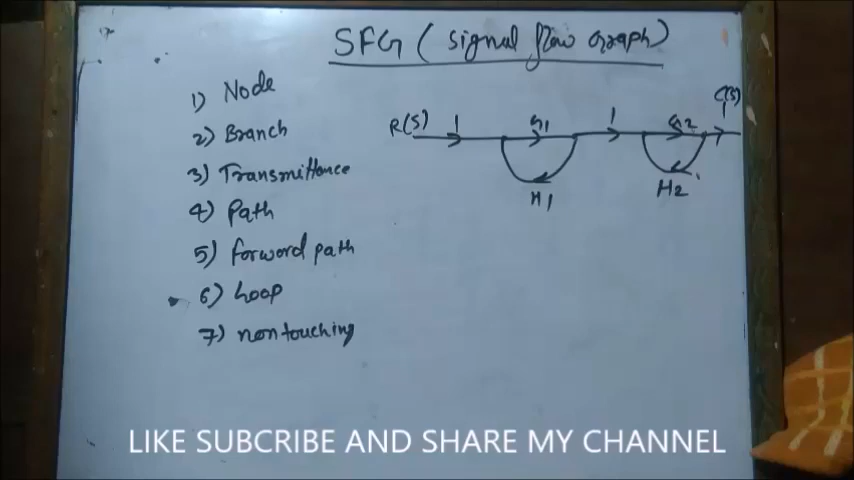 SFG (signal flow graph)
1) Node
2) Branch
3) Transmittance
4) Path
5) forword path
6) Loop
7) nontouching
R(S) 1 G1 1 G2 1 C(S)
H1 H2
LIKE SUBCRIBE AND SHARE MY CHANNEL